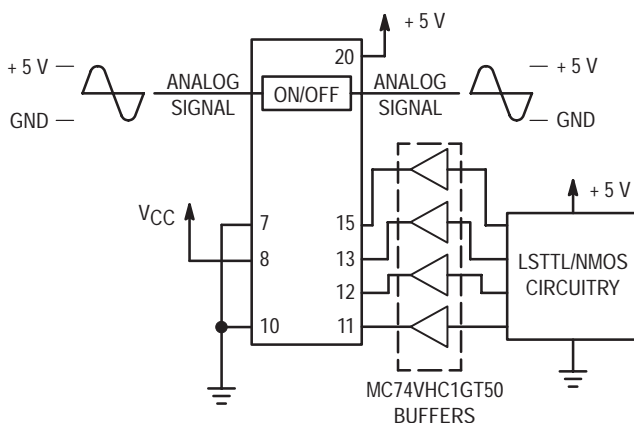 + 5 V
20
+ 5 V
ANALOG
SIGNAL
ON/OFF
ANALOG
SIGNAL
+ 5 V
GND
GND
+ 5 V
VCC
7
15
8
13
LSTTL/NMOS
CIRCUITRY
12
10
11
MC74VHC1GT50
BUFFERS